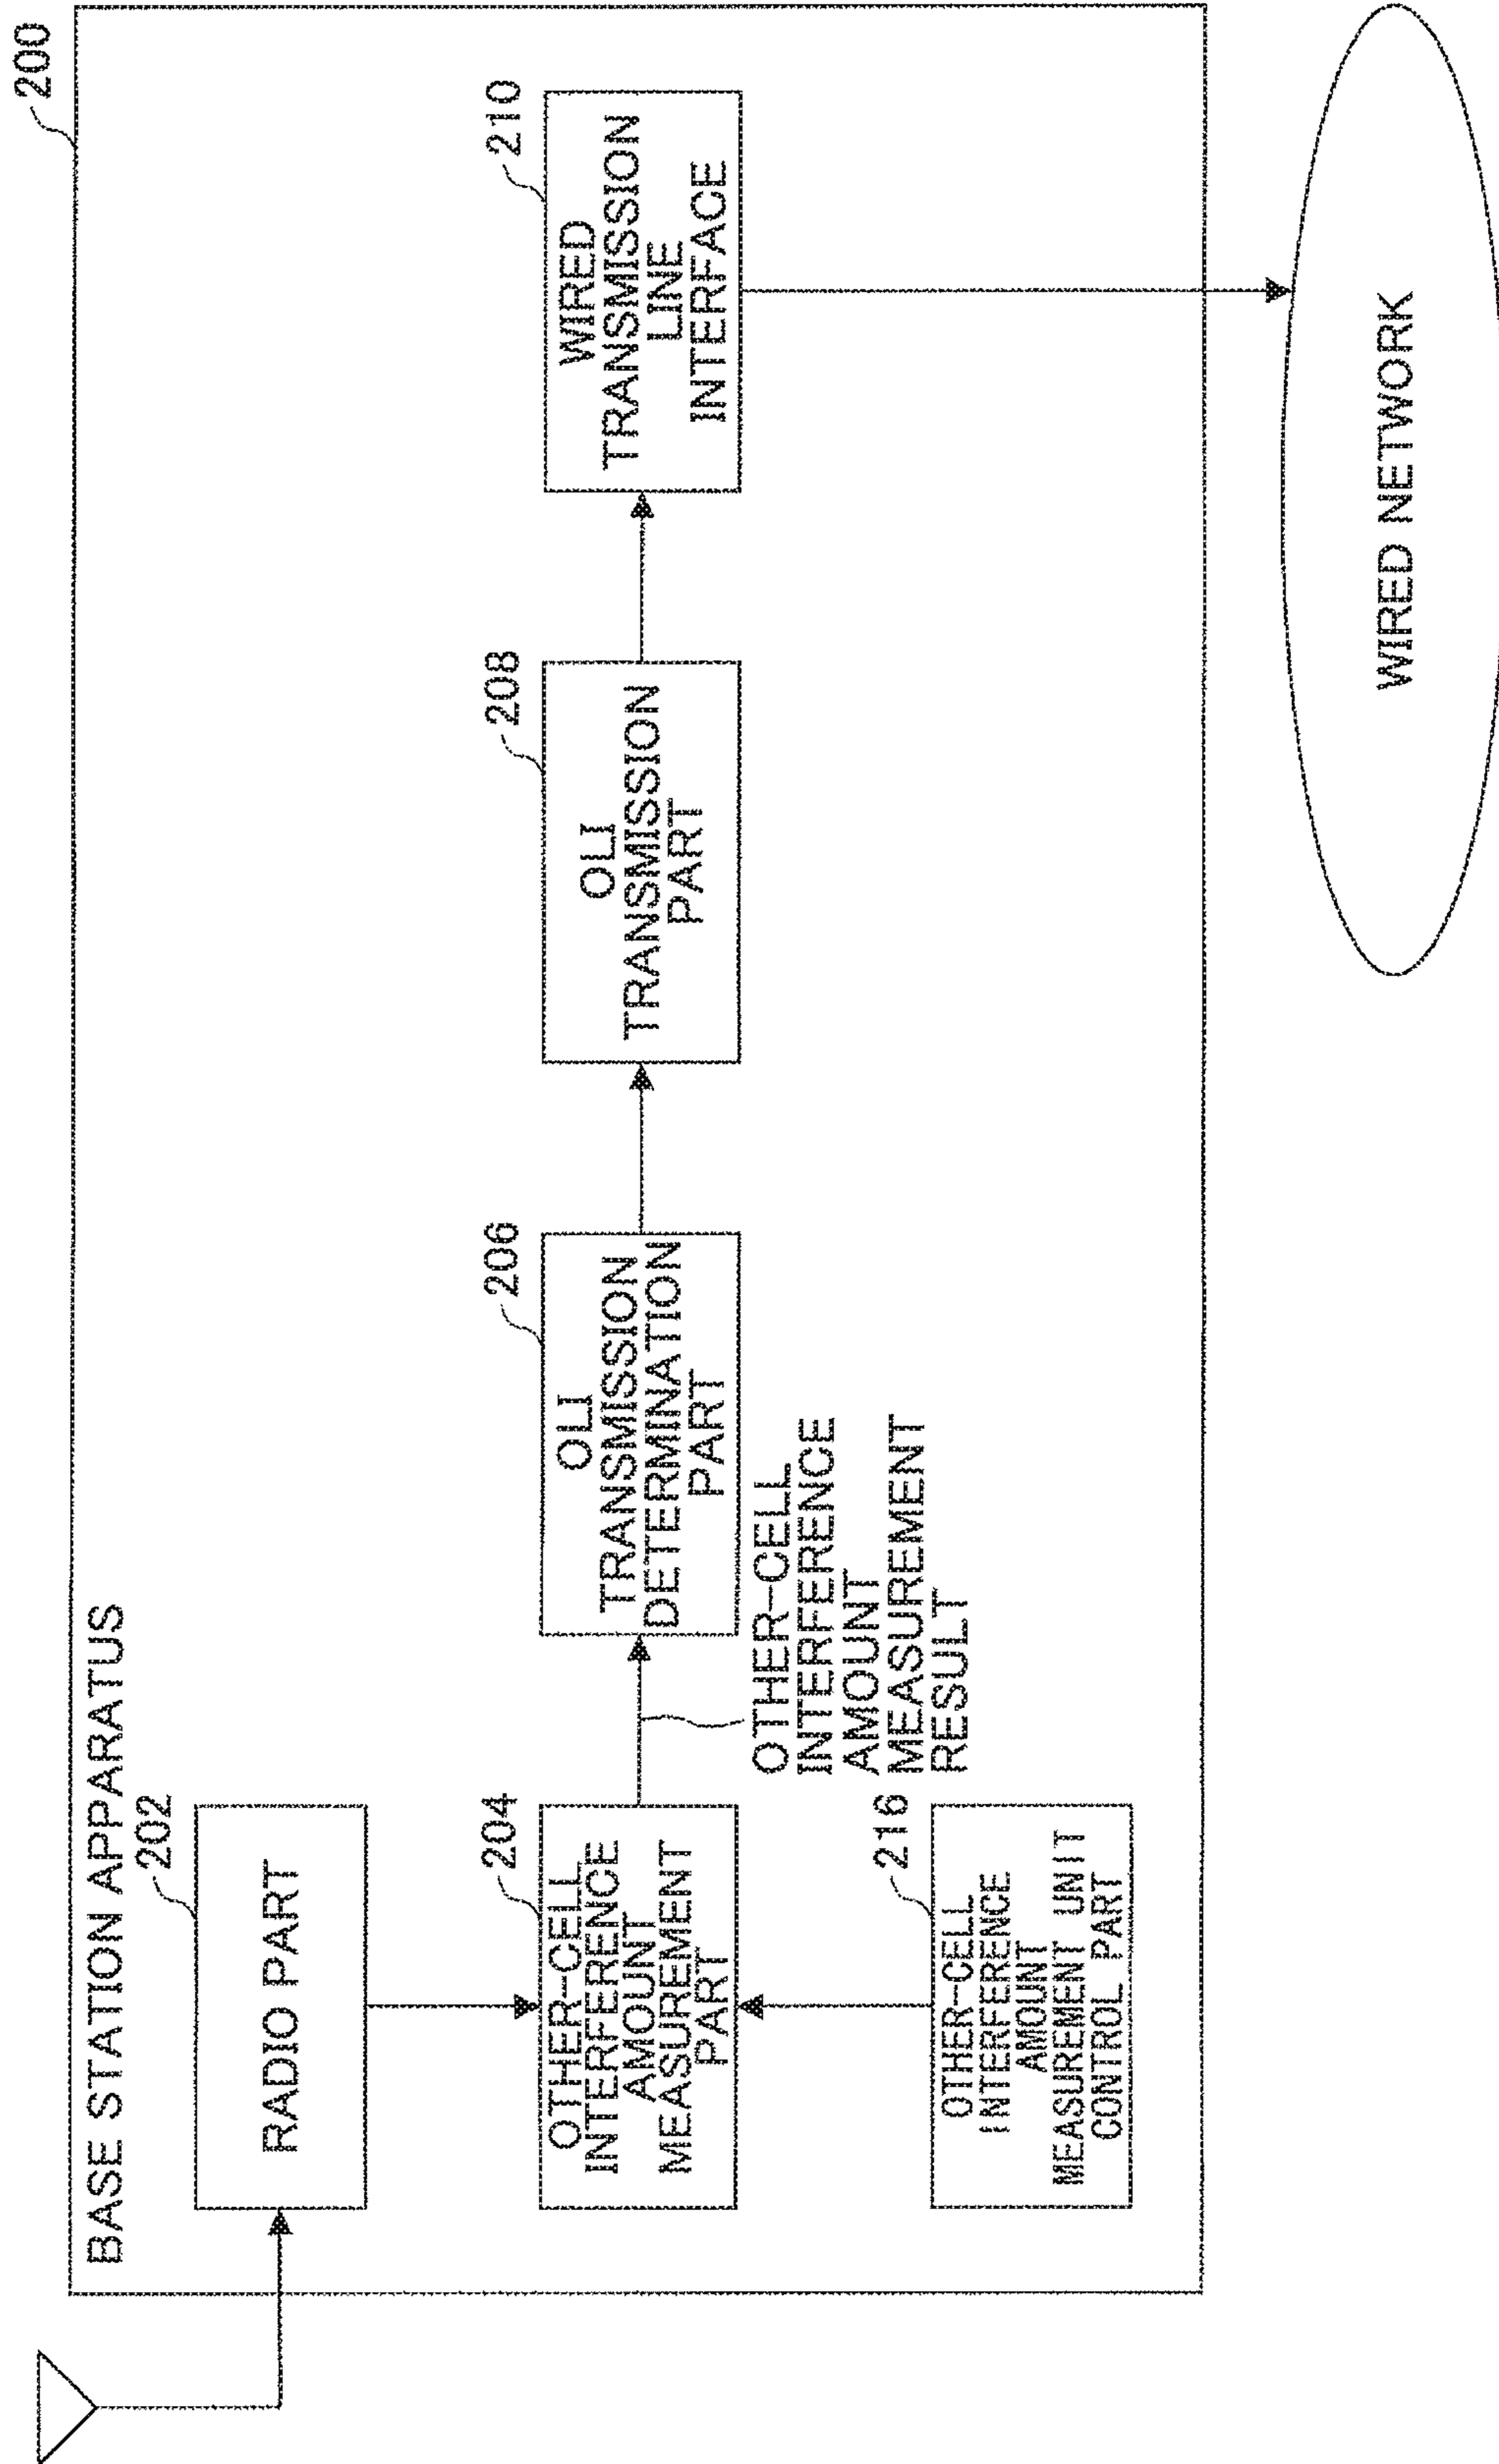 200
BASE STATION APPARATUS
202
RADIO PART
204
OTHER-CELL
INTERFERENCE
AMOUNT
MEASUREMENT
PART
206
OLI
TRANSMISSION
DETERMINATION
PART
208
OLI
TRANSMISSION
PART
210
WIRED
TRANSMISSION
LINE
INTERFACE
OTHER-CELL
INTERFERENCE
AMOUNT
MEASUREMENT
RESULT
216
OTHER-CELL
INTERFERENCE
AMOUNT
MEASUREMENT UNIT
CONTROL PART
WIRED NETWORK